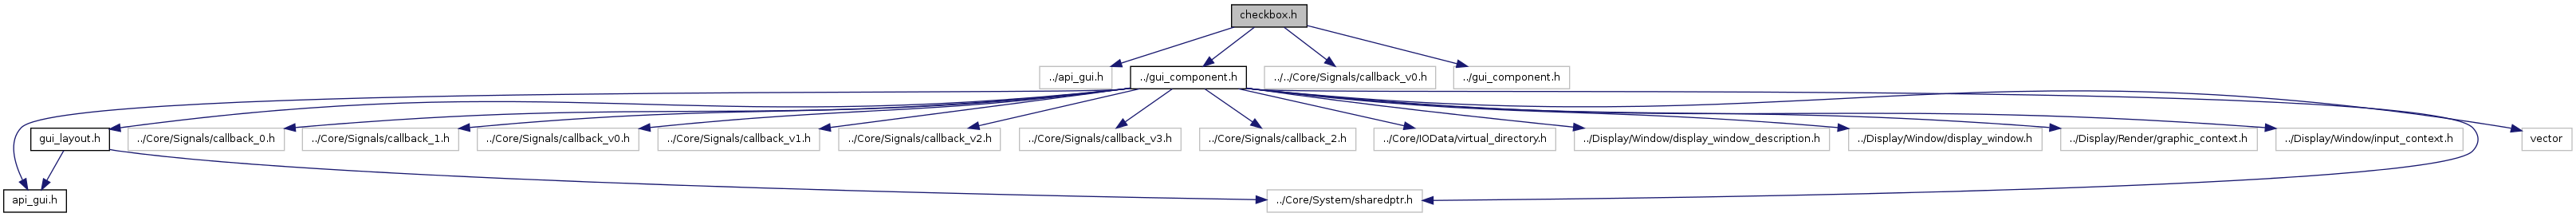 checkbox.h
../api_gui.h
../gui_component.h
../../Core/Signals/callback_v0.h
../gui_component.h
gui_layout.h
../Core/Signals/callback_0.h
../Core/Signals/callback_1.h
../Core/Signals/callback_v0.h
../Core/Signals/callback_v1.h
../Core/Signals/callback_v2.h
../Core/Signals/callback_v3.h
../Core/Signals/callback_2.h
../Core/IOData/virtual_directory.h
../Display/Window/display_window_description.h
../Display/Window/display_window.h
../Display/Render/graphic_context.h
../Display/Window/input_context.h
vector
api_gui.h
../Core/System/sharedptr.h